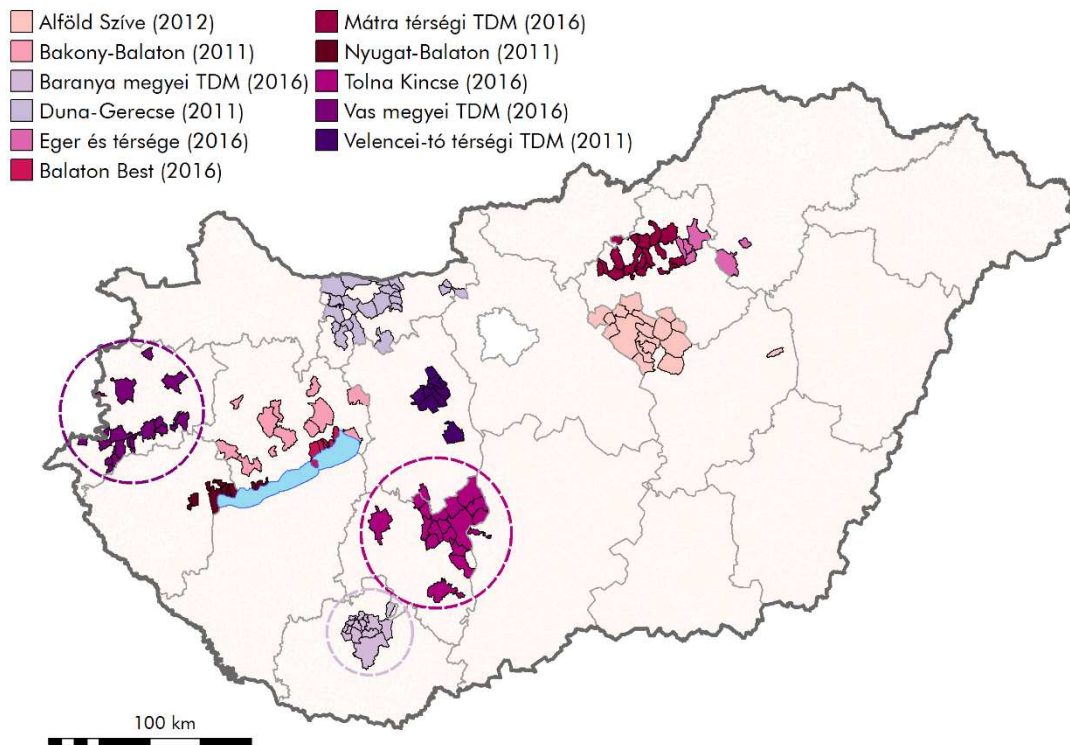 Alföld Szíve (2012)
Bakony-Balaton (2011)
Baranya megyei TDM (2016)
Duna-Gerecse (2011)
Eger és térsége (2016)
Balaton Best (2016)
Mátra térségi TDM (2016)
Nyugat-Balaton (2011)
Tolna Kincse (2016)
Vas megyei TDM (2016)
Velencei-tó térségi TDM (2011)
100 km